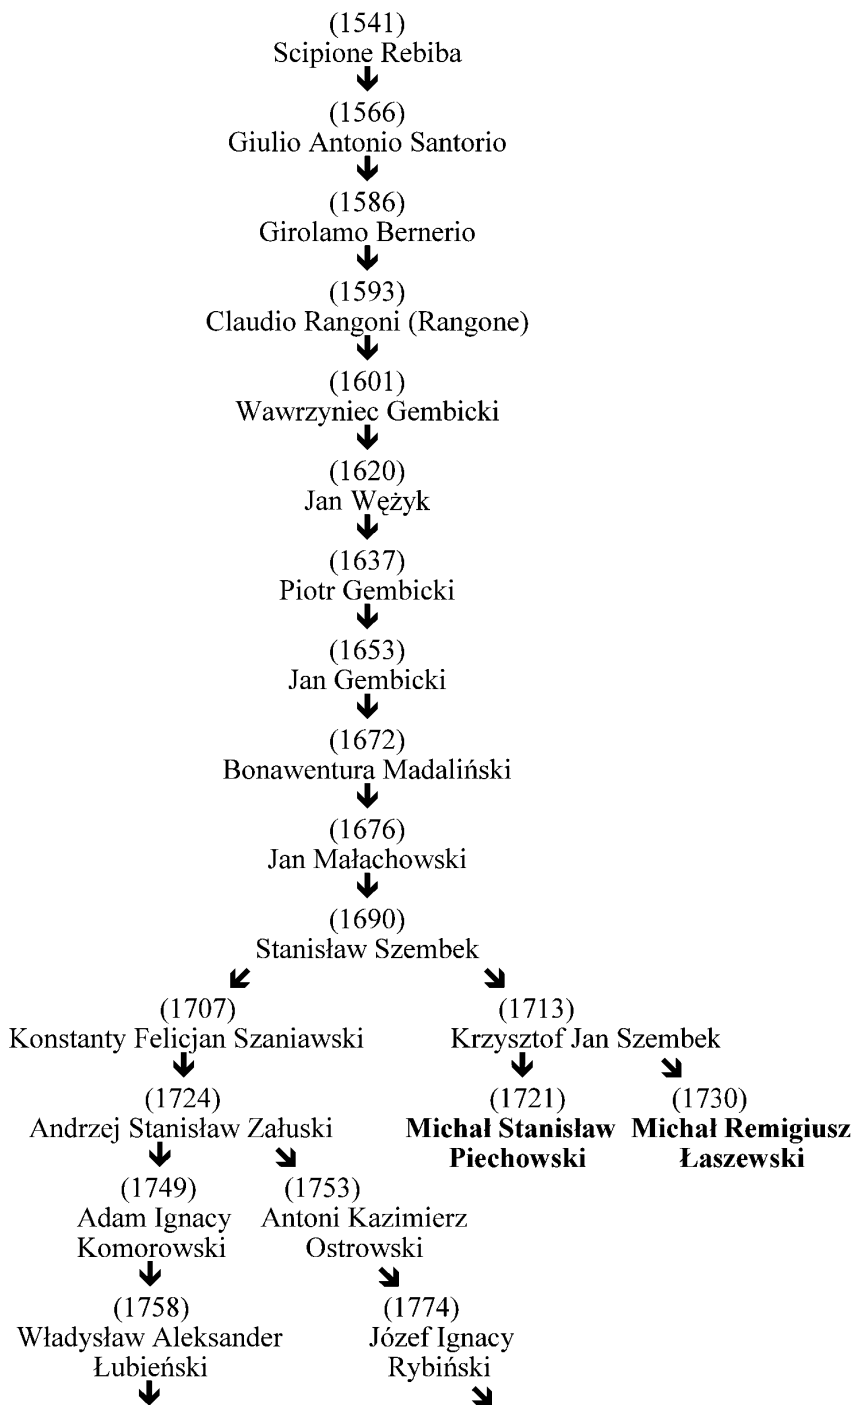 (1541)
Scipione Rebiba
(1566)
Giulio Antonio Santorio
(1586)
Girolamo Bernerio
(1593)
Claudio Rangoni (Rangone)
(1601)
Wawrzyniec Gembicki
(1620)
Jan Wężyk
(1637)
Piotr Gembicki
(1653)
Jan Gembicki
(1672)
Bonawentura Madaliński
(1676)
Jan Małachowski
(1690)
Stanisław Szembek
(1707)
Konstanty Felicjan Szaniawski
(1713)
Krzysztof Jan Szembek
(1724)
Andrzej Stanisław Załuski
(1721)
Michał Stanisław
Piechowski
(1730)
Michał Remigiusz
Łaszewski
(1749)
Adam Ignacy
Komorowski
(1753)
Antoni Kazimierz
Ostrowski
(1758)
Władysław Aleksander
Łubieński
(1774)
Józef Ignacy
Rybiński